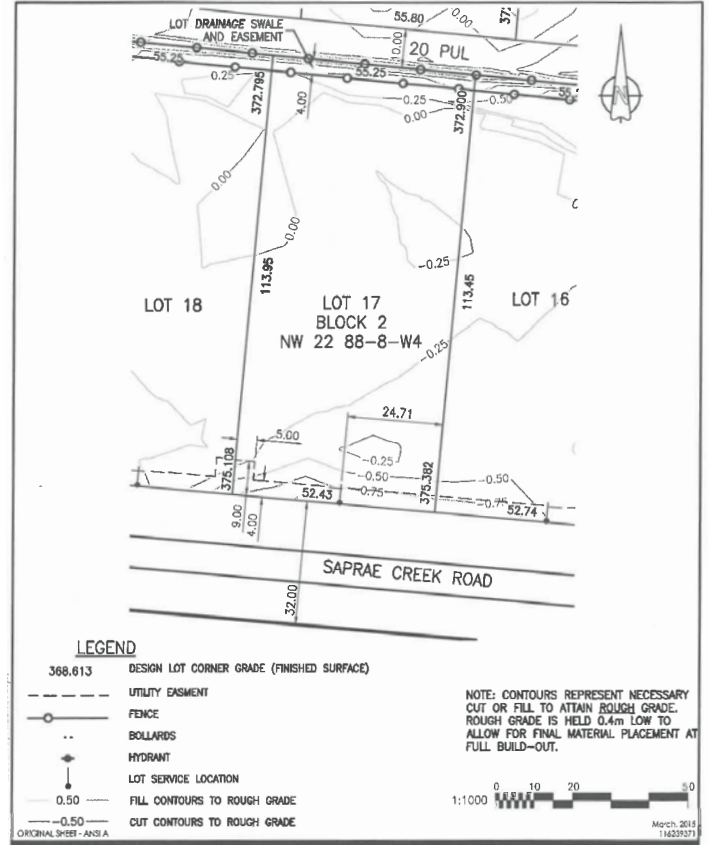 55.80
0.00
372
LOT DRAINAGE SWALE
AND EASEMENT
0.00
20 PUL
55.25
0.25
55.25
372.795
4.00
372.900
0.25
0.50
0.00
55.
N
0.00
0.00
-0.25
113.95
113.45
LOT 18
LOT 17
BLOCK 2
NW 22 88-8-W4
LOT 16
-0.25
24.71
5.00
-0.25
375.108
-0.50
-0.50
-0.75
375.382
-0.75
52.43
52.74
9.00
4.00
32.00
SAPRAE CREEK ROAD
LEGEND
368.613 DESIGN LOT CORNER GRADE (FINISHED SURFACE)
UTILITY EASMENT
FENCE
BOLLARDS
HYDRANT
LOT SERVICE LOCATION
0.50 FILL CONTOURS TO ROUGH GRADE
-0.50 CUT CONTOURS TO ROUGH GRADE
ORIGINAL SHEET - ANSI A
NOTE: CONTOURS REPRESENT NECESSARY
CUT OR FILL TO ATTAIN ROUGH GRADE.
ROUGH GRADE IS HELD 0.4m LOW TO
ALLOW FOR FINAL MATERIAL PLACEMENT AT
FULL BUILD-OUT.
1:1000
0 10 20 50
March, 2015
116239371